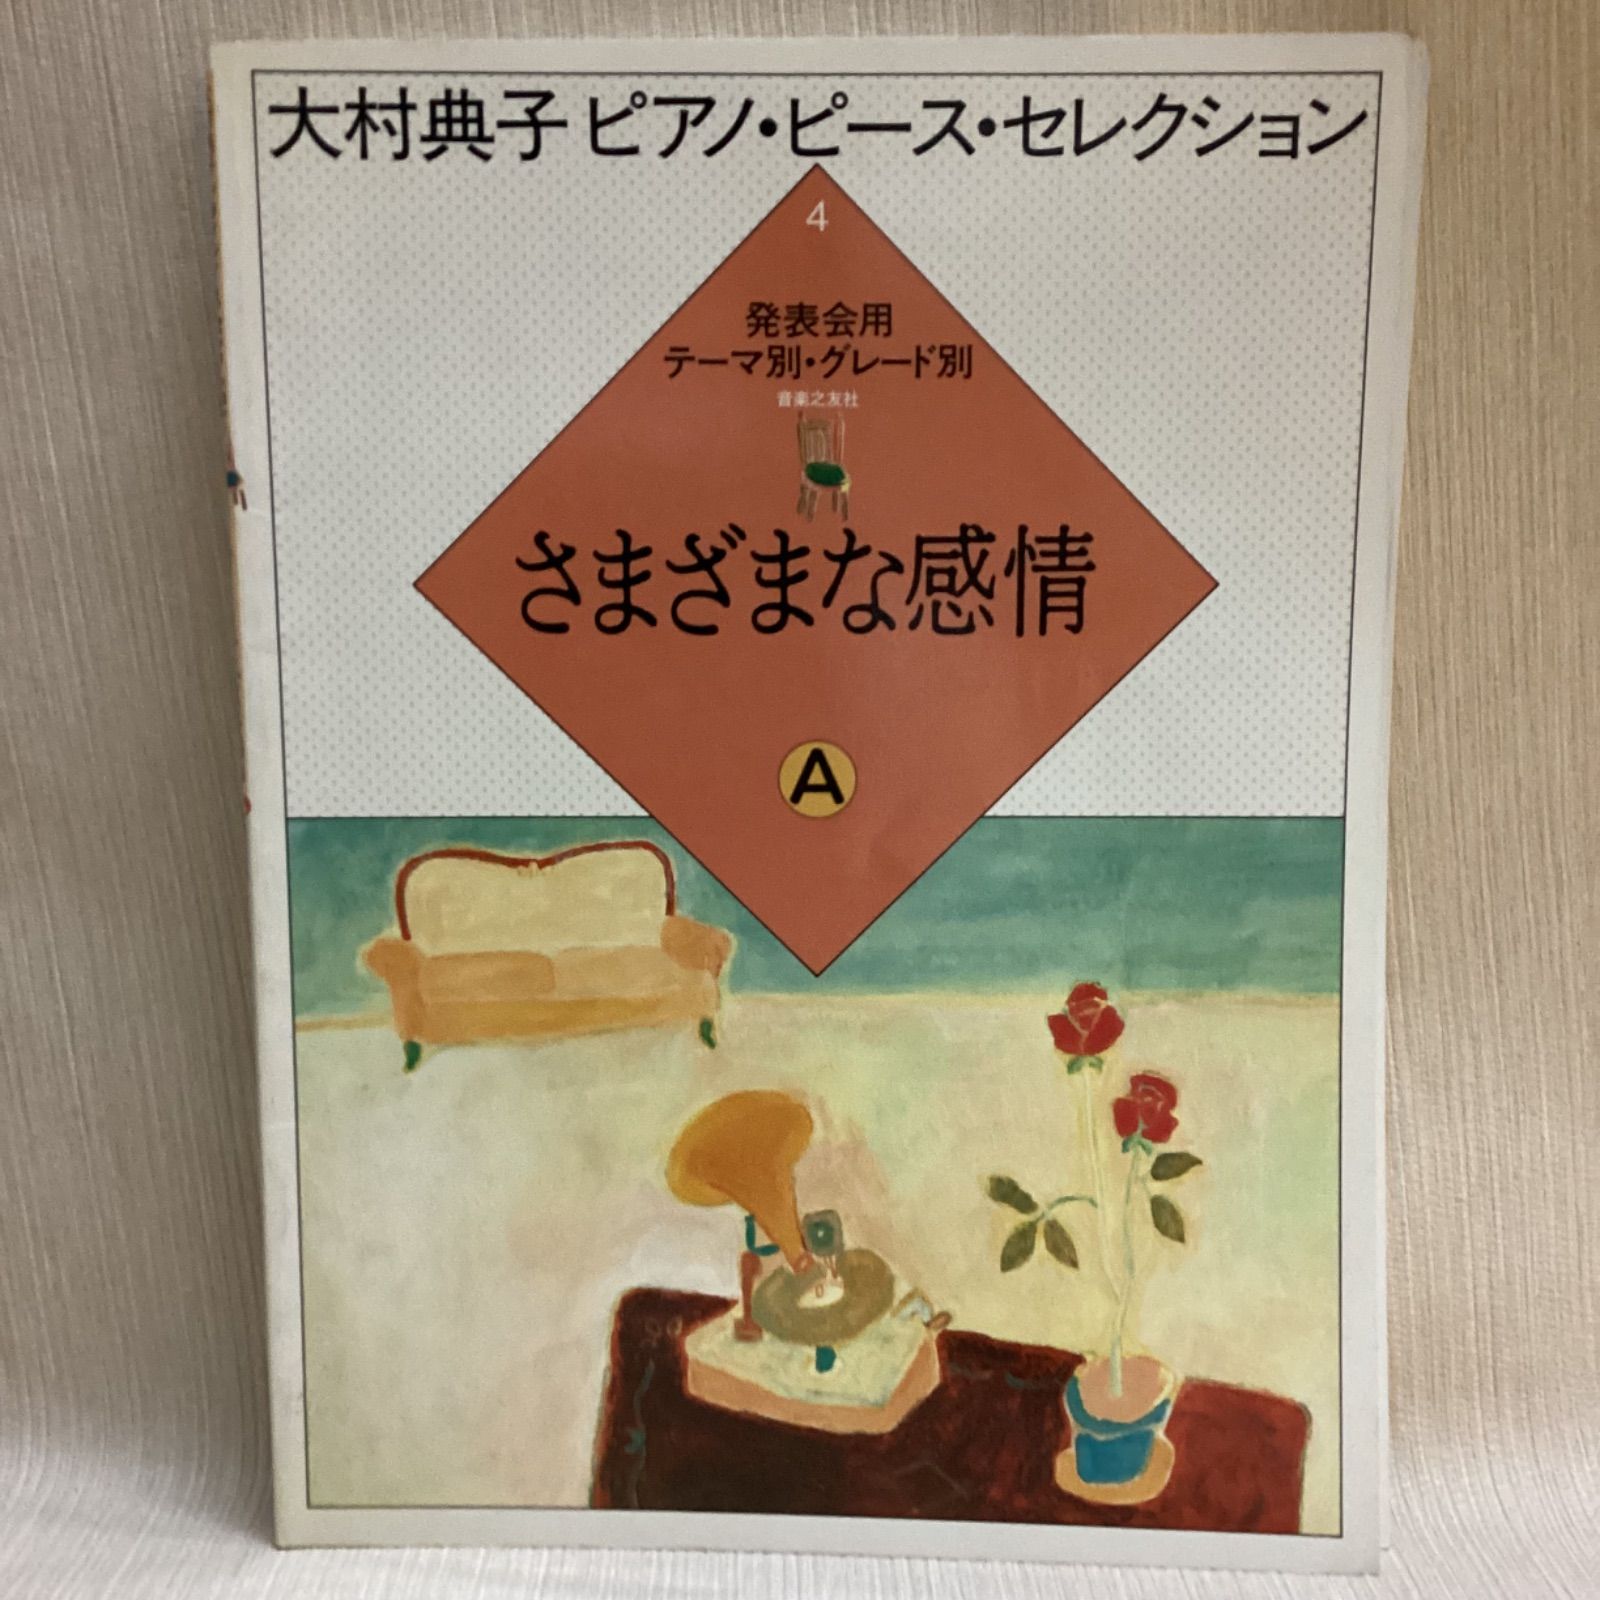 大村典子 ピアノ・ピース・セレクション
4
発表会用
テーマ別・グレード別
音楽之友社
さまざまな感情
A